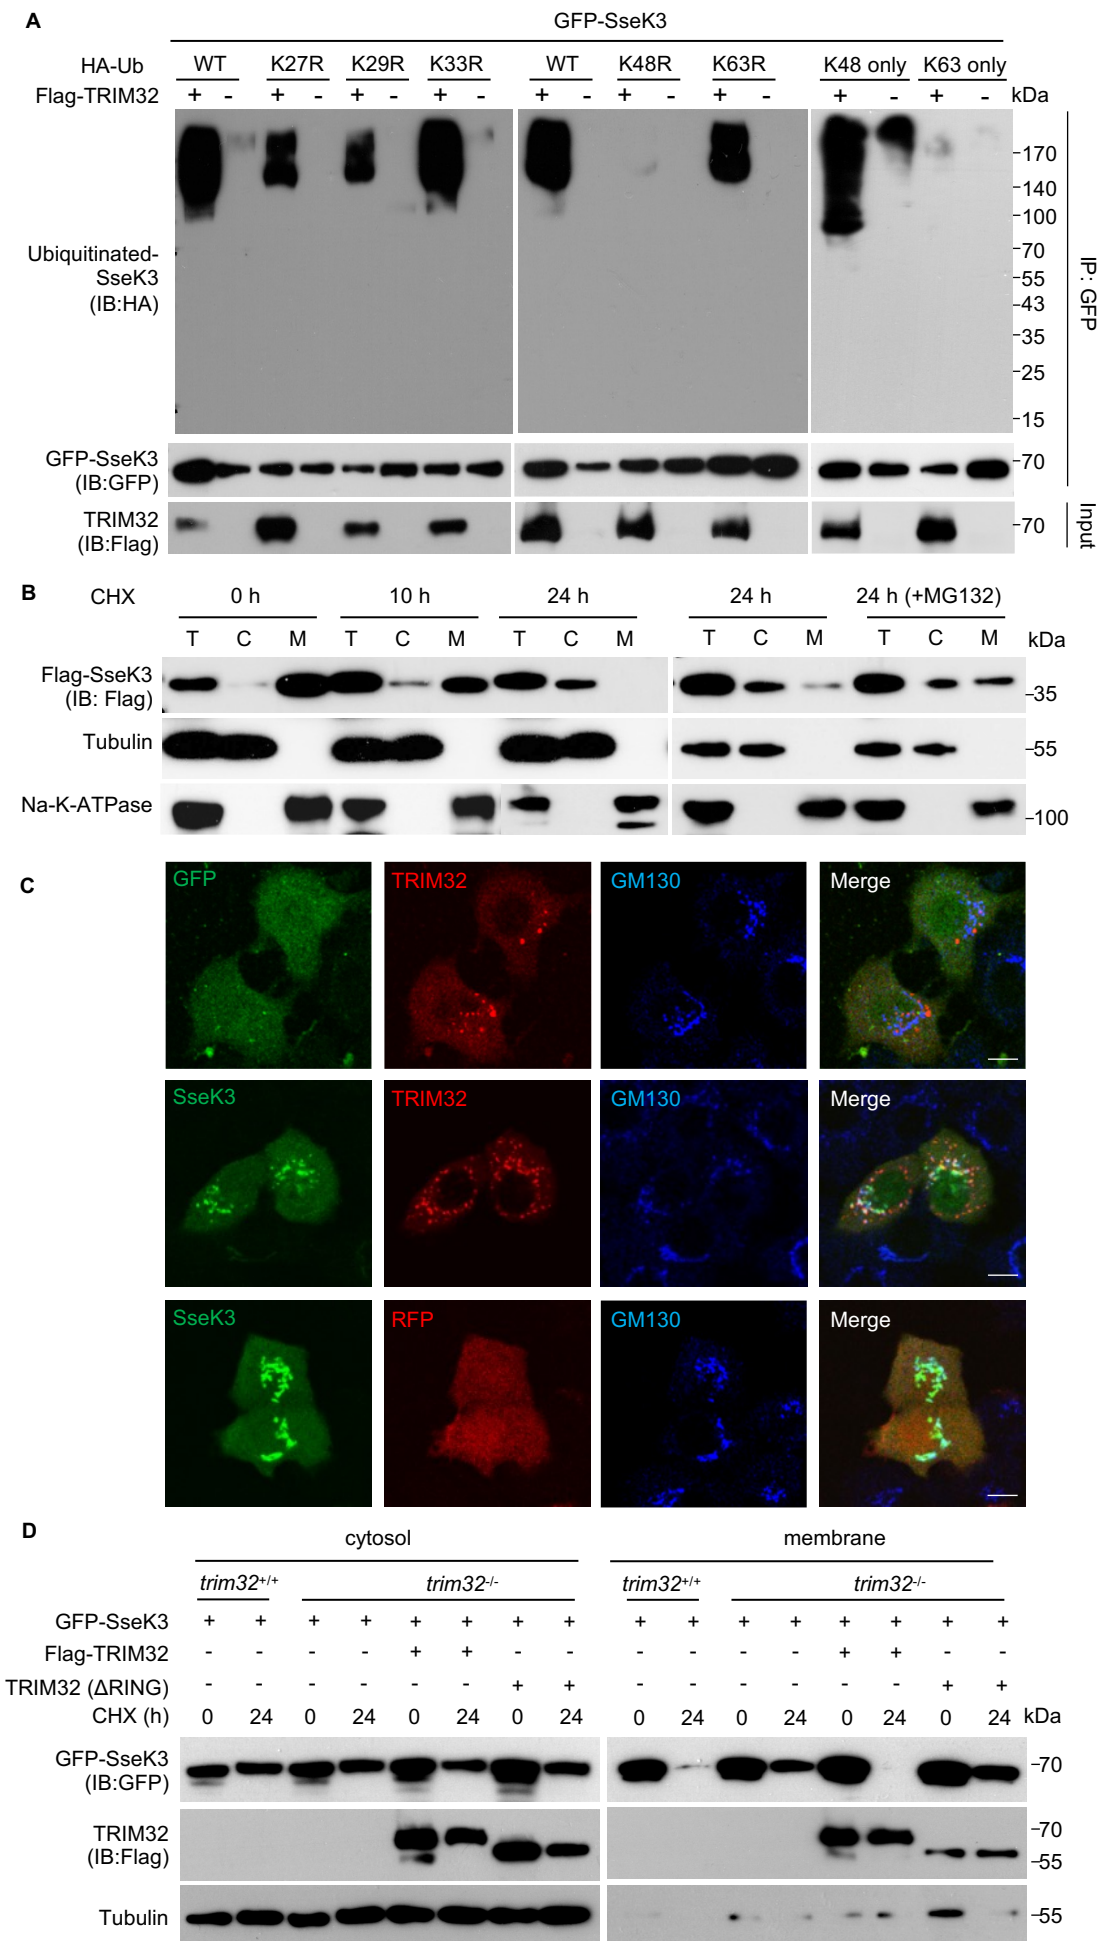 A
GFP-SseK3
HA-Ub WT K27R K29R K33R WT K48R K63R K48 only K63 only
Flag-TRIM32 + - + - + - + - + - + - + - + - + - kDa
Ubiquitinated-
SseK3
(IB:HA)
-170
-140
-100
-70
-55
-43
-35
-25
-15
IP: GFP
GFP-SseK3
(IB:GFP)
-70
TRIM32
(IB:Flag)
-70
Input
B
CHX 0 h 10 h 24 h 24 h 24 h (+MG132)
T C M T C M T C M T C M T C M kDa
Flag-SseK3
(IB: Flag)
-35
Tubulin
-55
Na-K-ATPase
-100
C
GFP TRIM32 GM130 Merge
SseK3 TRIM32 GM130 Merge
SseK3 RFP GM130 Merge
D
cytosol membrane
trim32+/+ trim32-/- trim32+/+ trim32-/-
GFP-SseK3 + + + + + + + + + + + + + + + +
Flag-TRIM32 - - - - + + - - - - - - + + - -
TRIM32 (ΔRING) - - - - - - + + - - - - - - + +
CHX (h) 0 24 0 24 0 24 0 24 0 24 0 24 0 24 0 24 kDa
GFP-SseK3
(IB:GFP)
-70
TRIM32
(IB:Flag)
-70
-55
Tubulin
-55